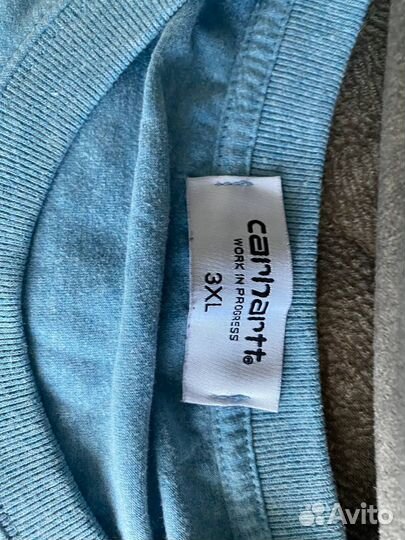 carhartt®
WORK IN PROGRESS
3XL
Avito